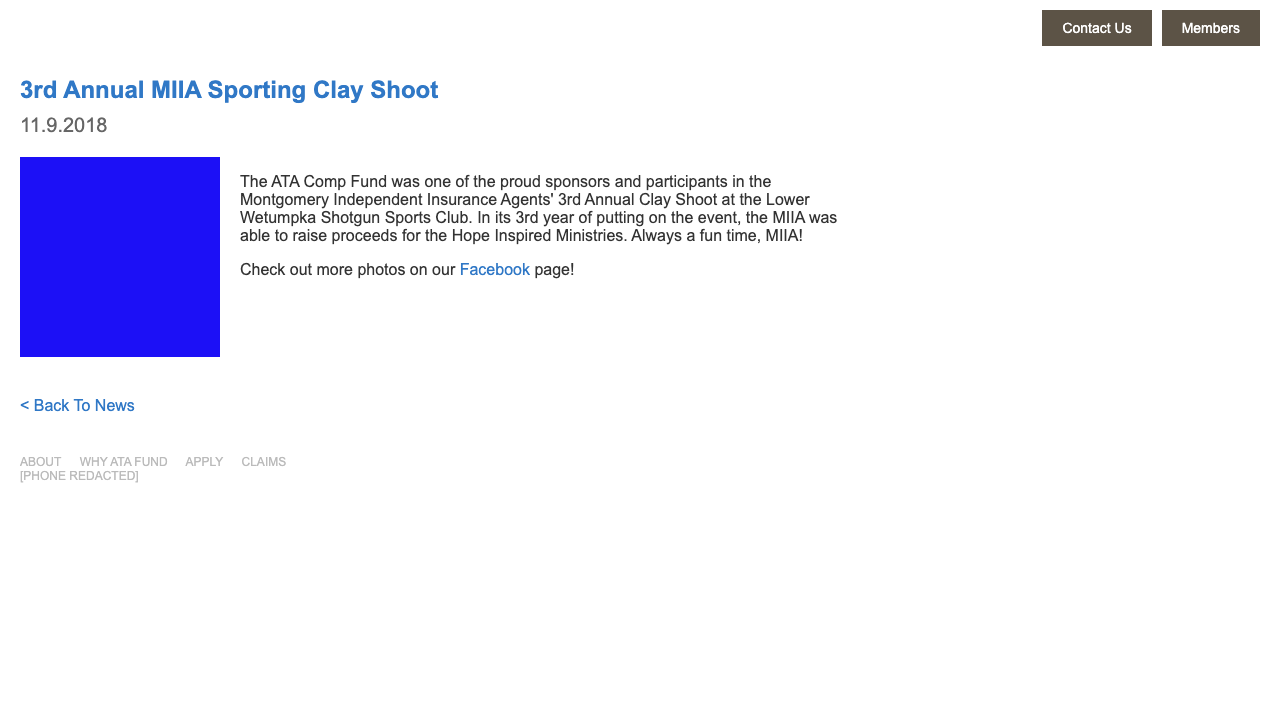 Contact Us Members
3rd Annual MIIA Sporting Clay Shoot
11.9.2018
The ATA Comp Fund was one of the proud sponsors and participants in the
Montgomery Independent Insurance Agents' 3rd Annual Clay Shoot at the Lower
Wetumpka Shotgun Sports Club. In its 3rd year of putting on the event, the MIIA was
able to raise proceeds for the Hope Inspired Ministries. Always a fun time, MIIA!
Check out more photos on our Facebook page!
< Back To News
ABOUT WHY ATA FUND APPLY CLAIMS
[PHONE REDACTED]